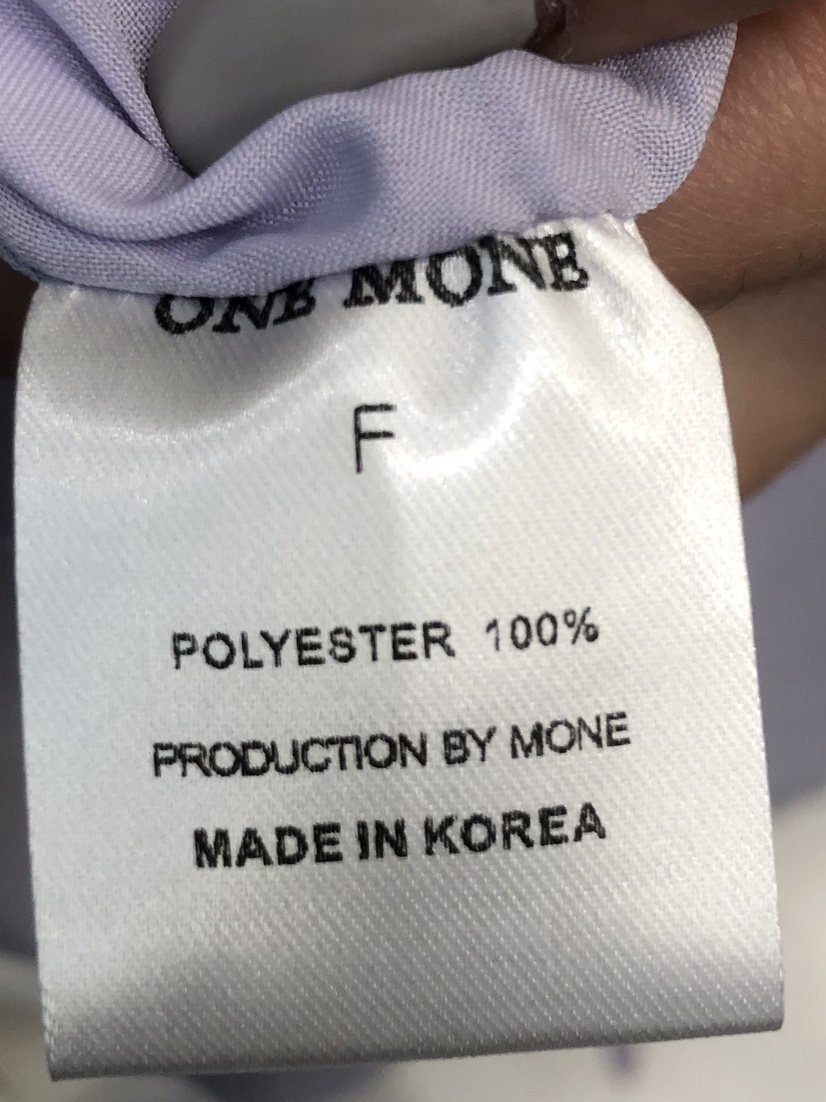 ONE MONE
F
POLYESTER 100%
PRODUCTION BY MONE
MADE IN KOREA